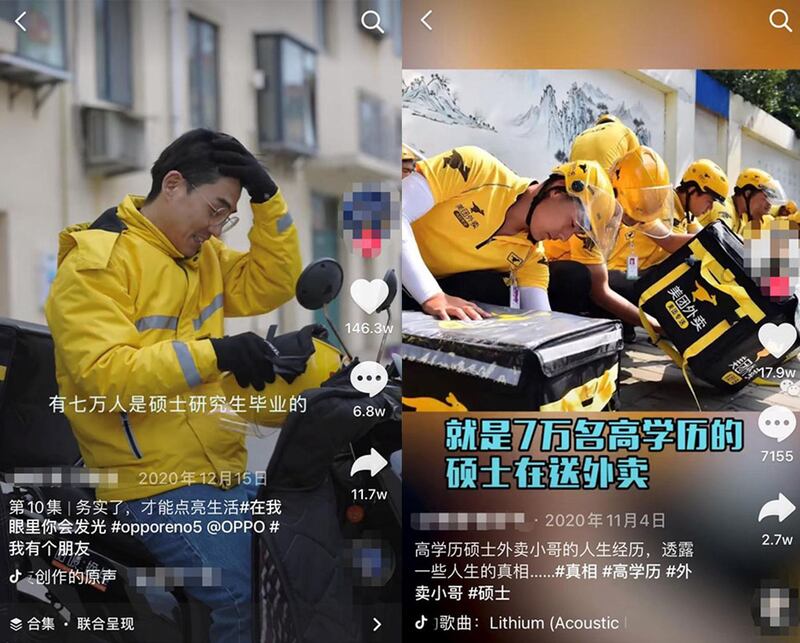 146.3w
有七万人是硕士研究生毕业的
6.8w
2020年12月15日
11.7w
第10集 | 务实了，才能点亮生活#在我
眼里你会发光 #opporeno5 @OPPO #
我有个朋友
创作的原声
合集 · 联合呈现
美团外卖
美团外卖
17.9w
就是7万名高学历的
硕士在送外卖
7155
· 2020年11月4日
2.7w
高学历硕士外卖小哥的人生经历，透露
一些人生的真相......#真相 #高学历 #外
卖小哥 #硕士
歌曲： Lithium (Acoustic